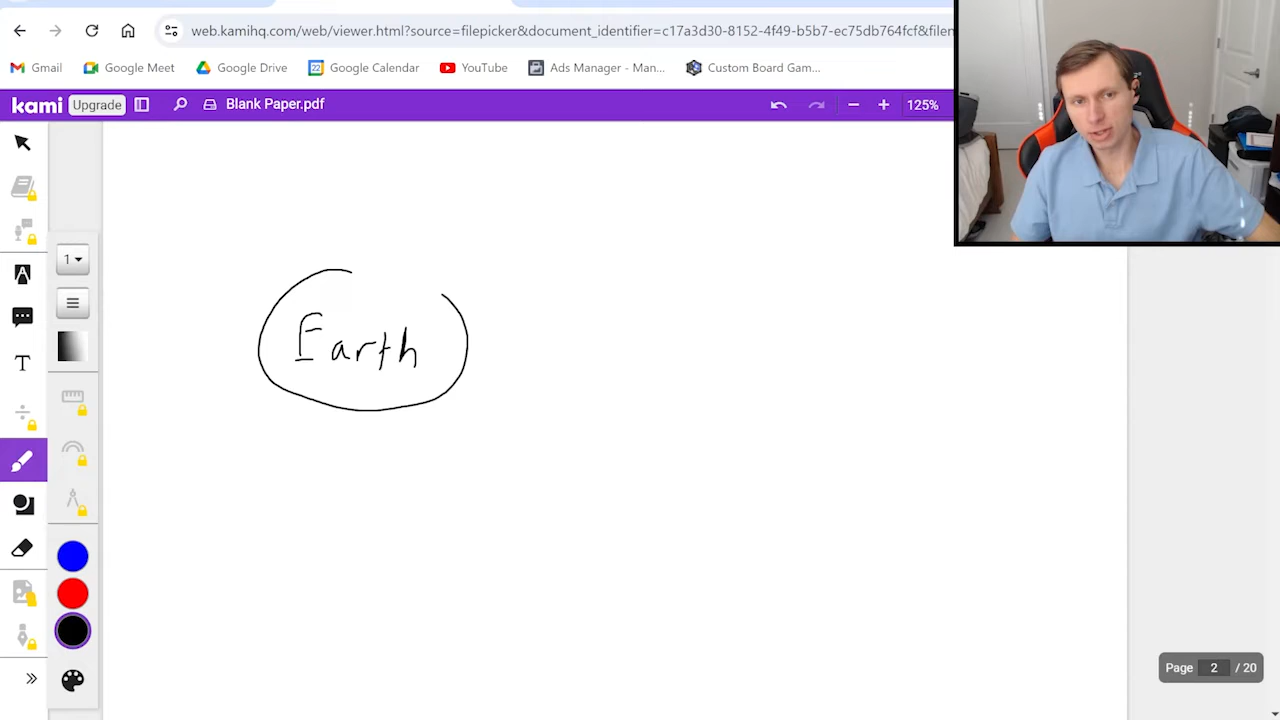 web.kamihq.com/web/viewer.html?source=filepicker&document_identifier=c17a3d30-8152-4f49-b5b7-ec75db764fcf&filen
Gmail Google Meet Google Drive 22 Google Calendar YouTube Ads Manager - Man... Custom Board Gam...
kami Upgrade Blank Paper.pdf 125%
1
T
Earth
Page 2 / 20